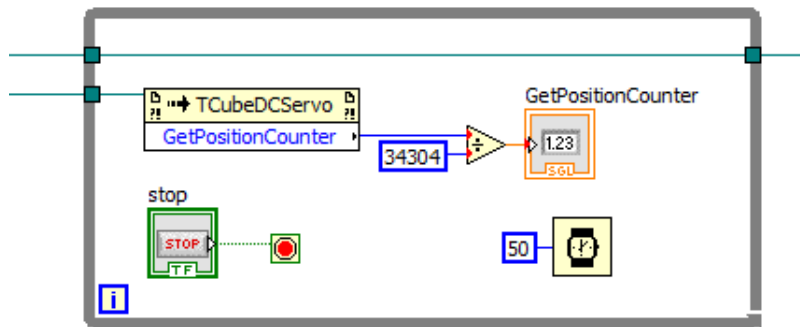 TCubeDCServo
GetPositionCounter
GetPositionCounter
34304
1.23
SGL
stop
STOP
TF
50
i